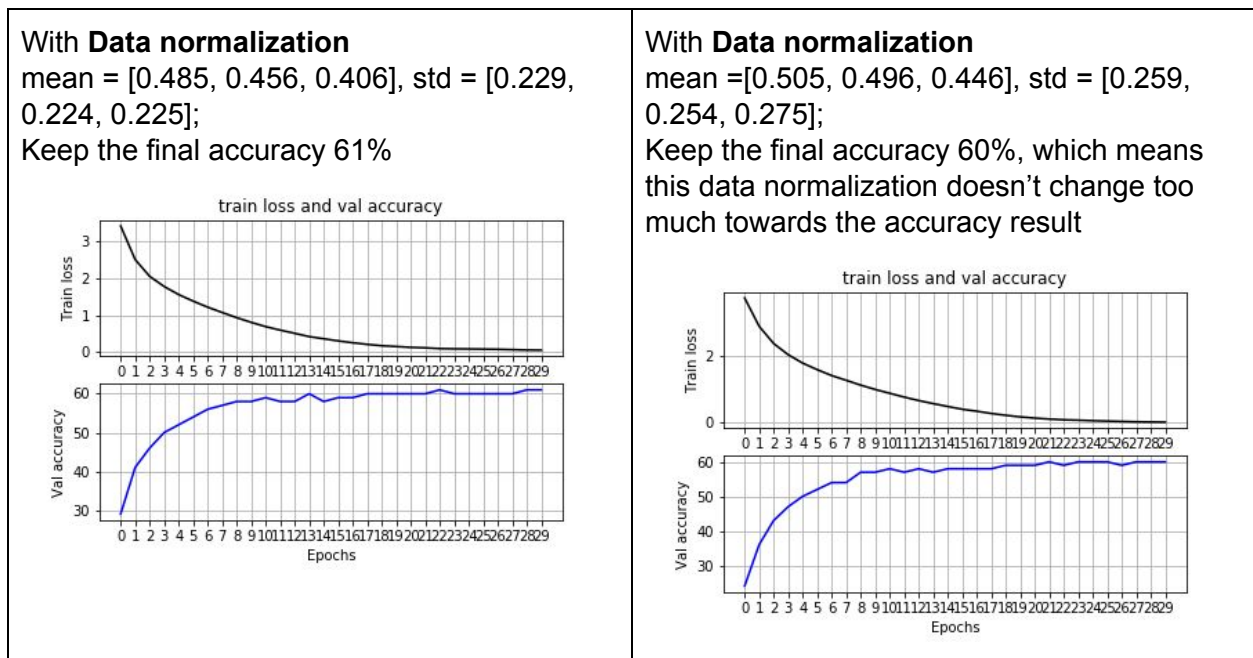 With Data normalization
mean = [0.485, 0.456, 0.406], std = [0.229,
0.224, 0.225];
Keep the final accuracy 61%
train loss and val accuracy
3
2
1
0
Train loss
0 1 2 3 4 5 6 7 8 9 10 11 12 13 14 15 16 17 18 19 20 21 22 23 24 25 26 27 28 29
60
50
40
30
Val accuracy
0 1 2 3 4 5 6 7 8 9 10 11 12 13 14 15 16 17 18 19 20 21 22 23 24 25 26 27 28 29
Epochs
With Data normalization
mean =[0.505, 0.496, 0.446], std = [0.259,
0.254, 0.275];
Keep the final accuracy 60%, which means
this data normalization doesn’t change too
much towards the accuracy result
train loss and val accuracy
2
0
Train loss
0 1 2 3 4 5 6 7 8 9 10 11 12 13 14 15 16 17 18 19 20 21 22 23 24 25 26 27 28 29
60
50
40
30
Val accuracy
0 1 2 3 4 5 6 7 8 9 10 11 12 13 14 15 16 17 18 19 20 21 22 23 24 25 26 27 28 29
Epochs